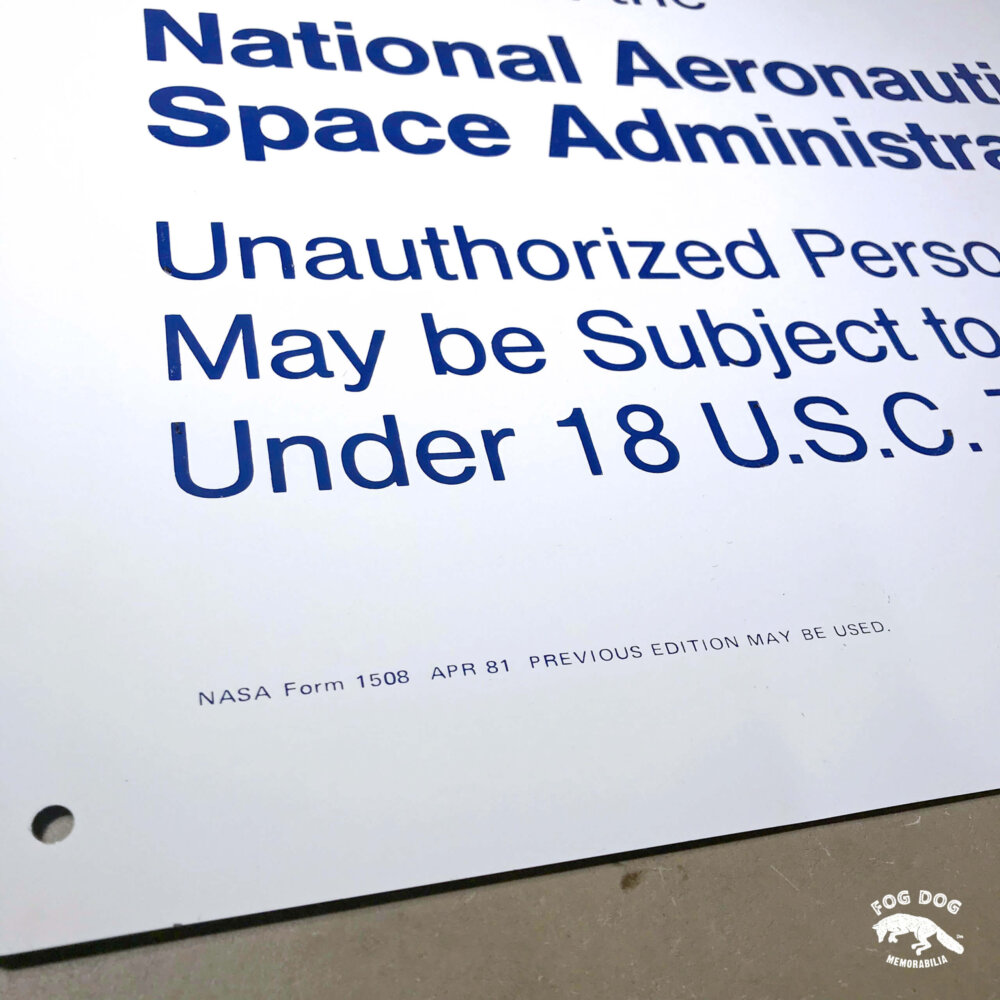 the
National Aeronauti
Space Administra
Unauthorized Perso
May be Subject to
Under 18 U.S.C.
NASA Form 1508 APR 81 PREVIOUS EDITION MAY BE USED.
FOG DOG
MEMORABILIA